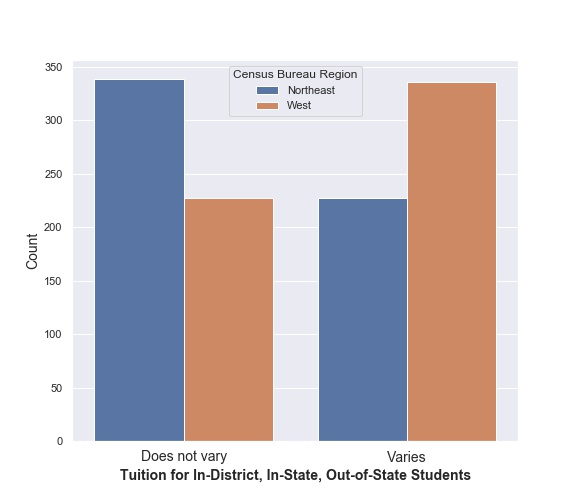 Census Bureau Region
Northeast
West
350
300
250
200
150
100
50
0
Count
Does not vary
Varies
Tuition for In-District, In-State, Out-of-State Students